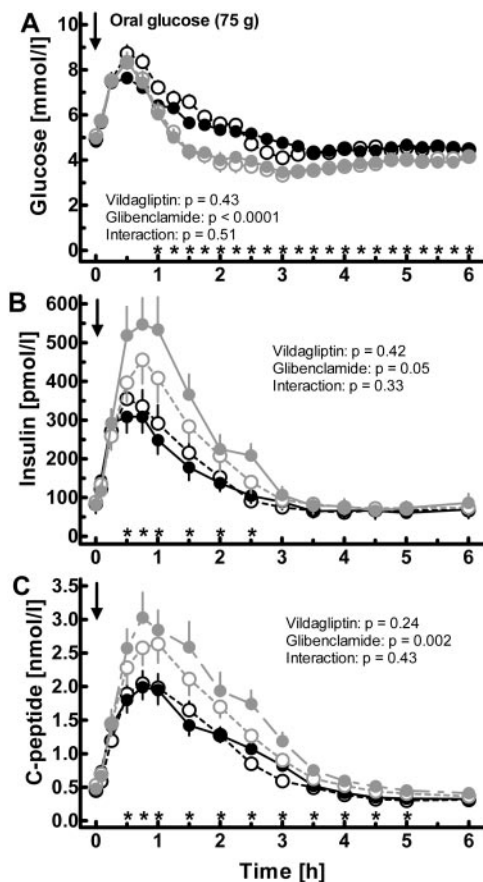 A
Oral glucose (75 g)
Glucose [mmol/l]
10
8
6
4
2
0
Vildagliptin: p = 0.43
Glibenclamide: p < 0.0001
Interaction: p = 0.51
* * * * * * * * * * * * * * * * * * * * *
0 1 2 3 4 5 6
B
Insulin [pmol/l]
600
500
400
300
200
100
0
Vildagliptin: p = 0.42
Glibenclamide: p = 0.05
Interaction: p = 0.33
* * * * * *
0 1 2 3 4 5 6
C
C-peptide [nmol/l]
3.5
3.0
2.5
2.0
1.5
1.0
0.5
0.0
Vildagliptin: p = 0.24
Glibenclamide: p = 0.002
Interaction: p = 0.43
* * * * * * * * * * *
0 1 2 3 4 5 6
Time [h]